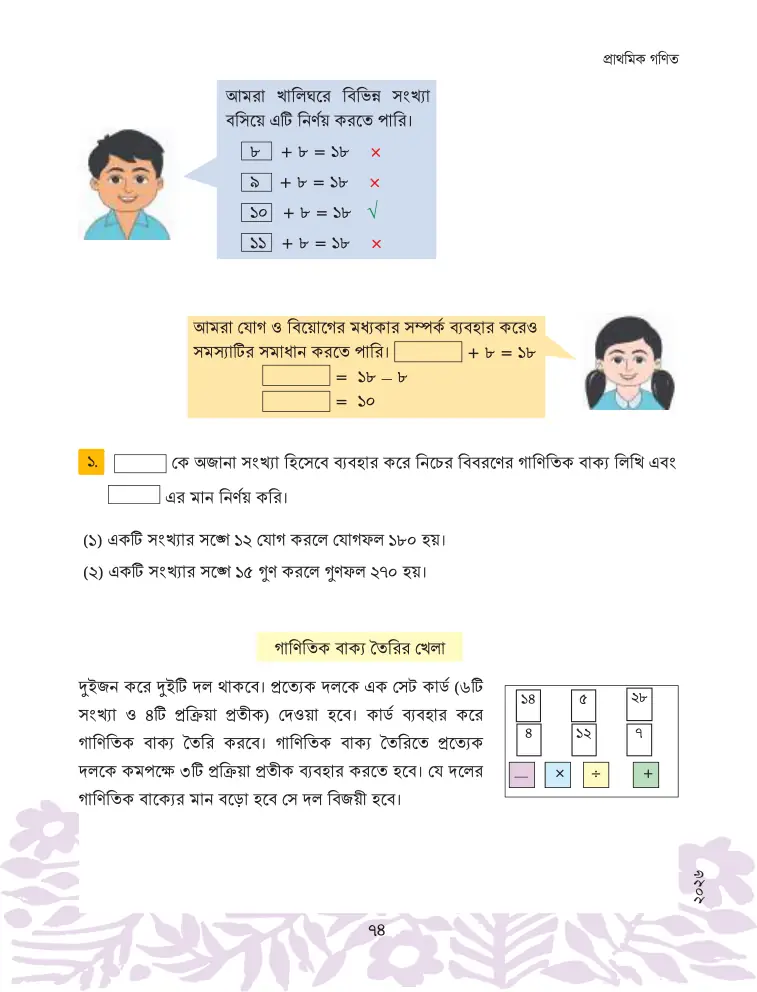 প্রাথমিক গণিত
আমরা খালিঘরে বিভিন্ন সংখ্যা
বসিয়ে এটি নির্ণয় করতে পারি।
৮ + ৮ = ১৮ ×
৯ + ৮ = ১৮ ×
১০ + ৮ = ১৮ √
১১ + ৮ = ১৮ ×
আমরা যোগ ও বিয়োগের মধ্যকার সম্পর্ক ব্যবহার করেও
সমস্যাটির সমাধান করতে পারি। + ৮ = ১৮
= ১৮ – ৮
= ১০
১. কে অজানা সংখ্যা হিসেবে ব্যবহার করে নিচের বিবরণের গাণিতিক বাক্য লিখি এবং
এর মান নির্ণয় করি।
(১) একটি সংখ্যার সঙ্গে ১২ যোগ করলে যোগফল ১৮০ হয়।
(২) একটি সংখ্যার সঙ্গে ১৫ গুণ করলে গুণফল ২৭০ হয়।
গাণিতিক বাক্য তৈরির খেলা
দুইজন করে দুইটি দল থাকবে। প্রত্যেক দলকে এক সেট কার্ড (৬টি
সংখ্যা ও ৪টি প্রক্রিয়া প্রতীক) দেওয়া হবে। কার্ড ব্যবহার করে
গাণিতিক বাক্য তৈরি করবে। গাণিতিক বাক্য তৈরিতে প্রত্যেক
দলকে কমপক্ষে ৩টি প্রক্রিয়া প্রতীক ব্যবহার করতে হবে। যে দলের
গাণিতিক বাক্যের মান বড়ো হবে সে দল বিজয়ী হবে।
১৪ ৫ ২৮
৪ ১২ ৭
— × ÷ +
২০২৬
৭৪